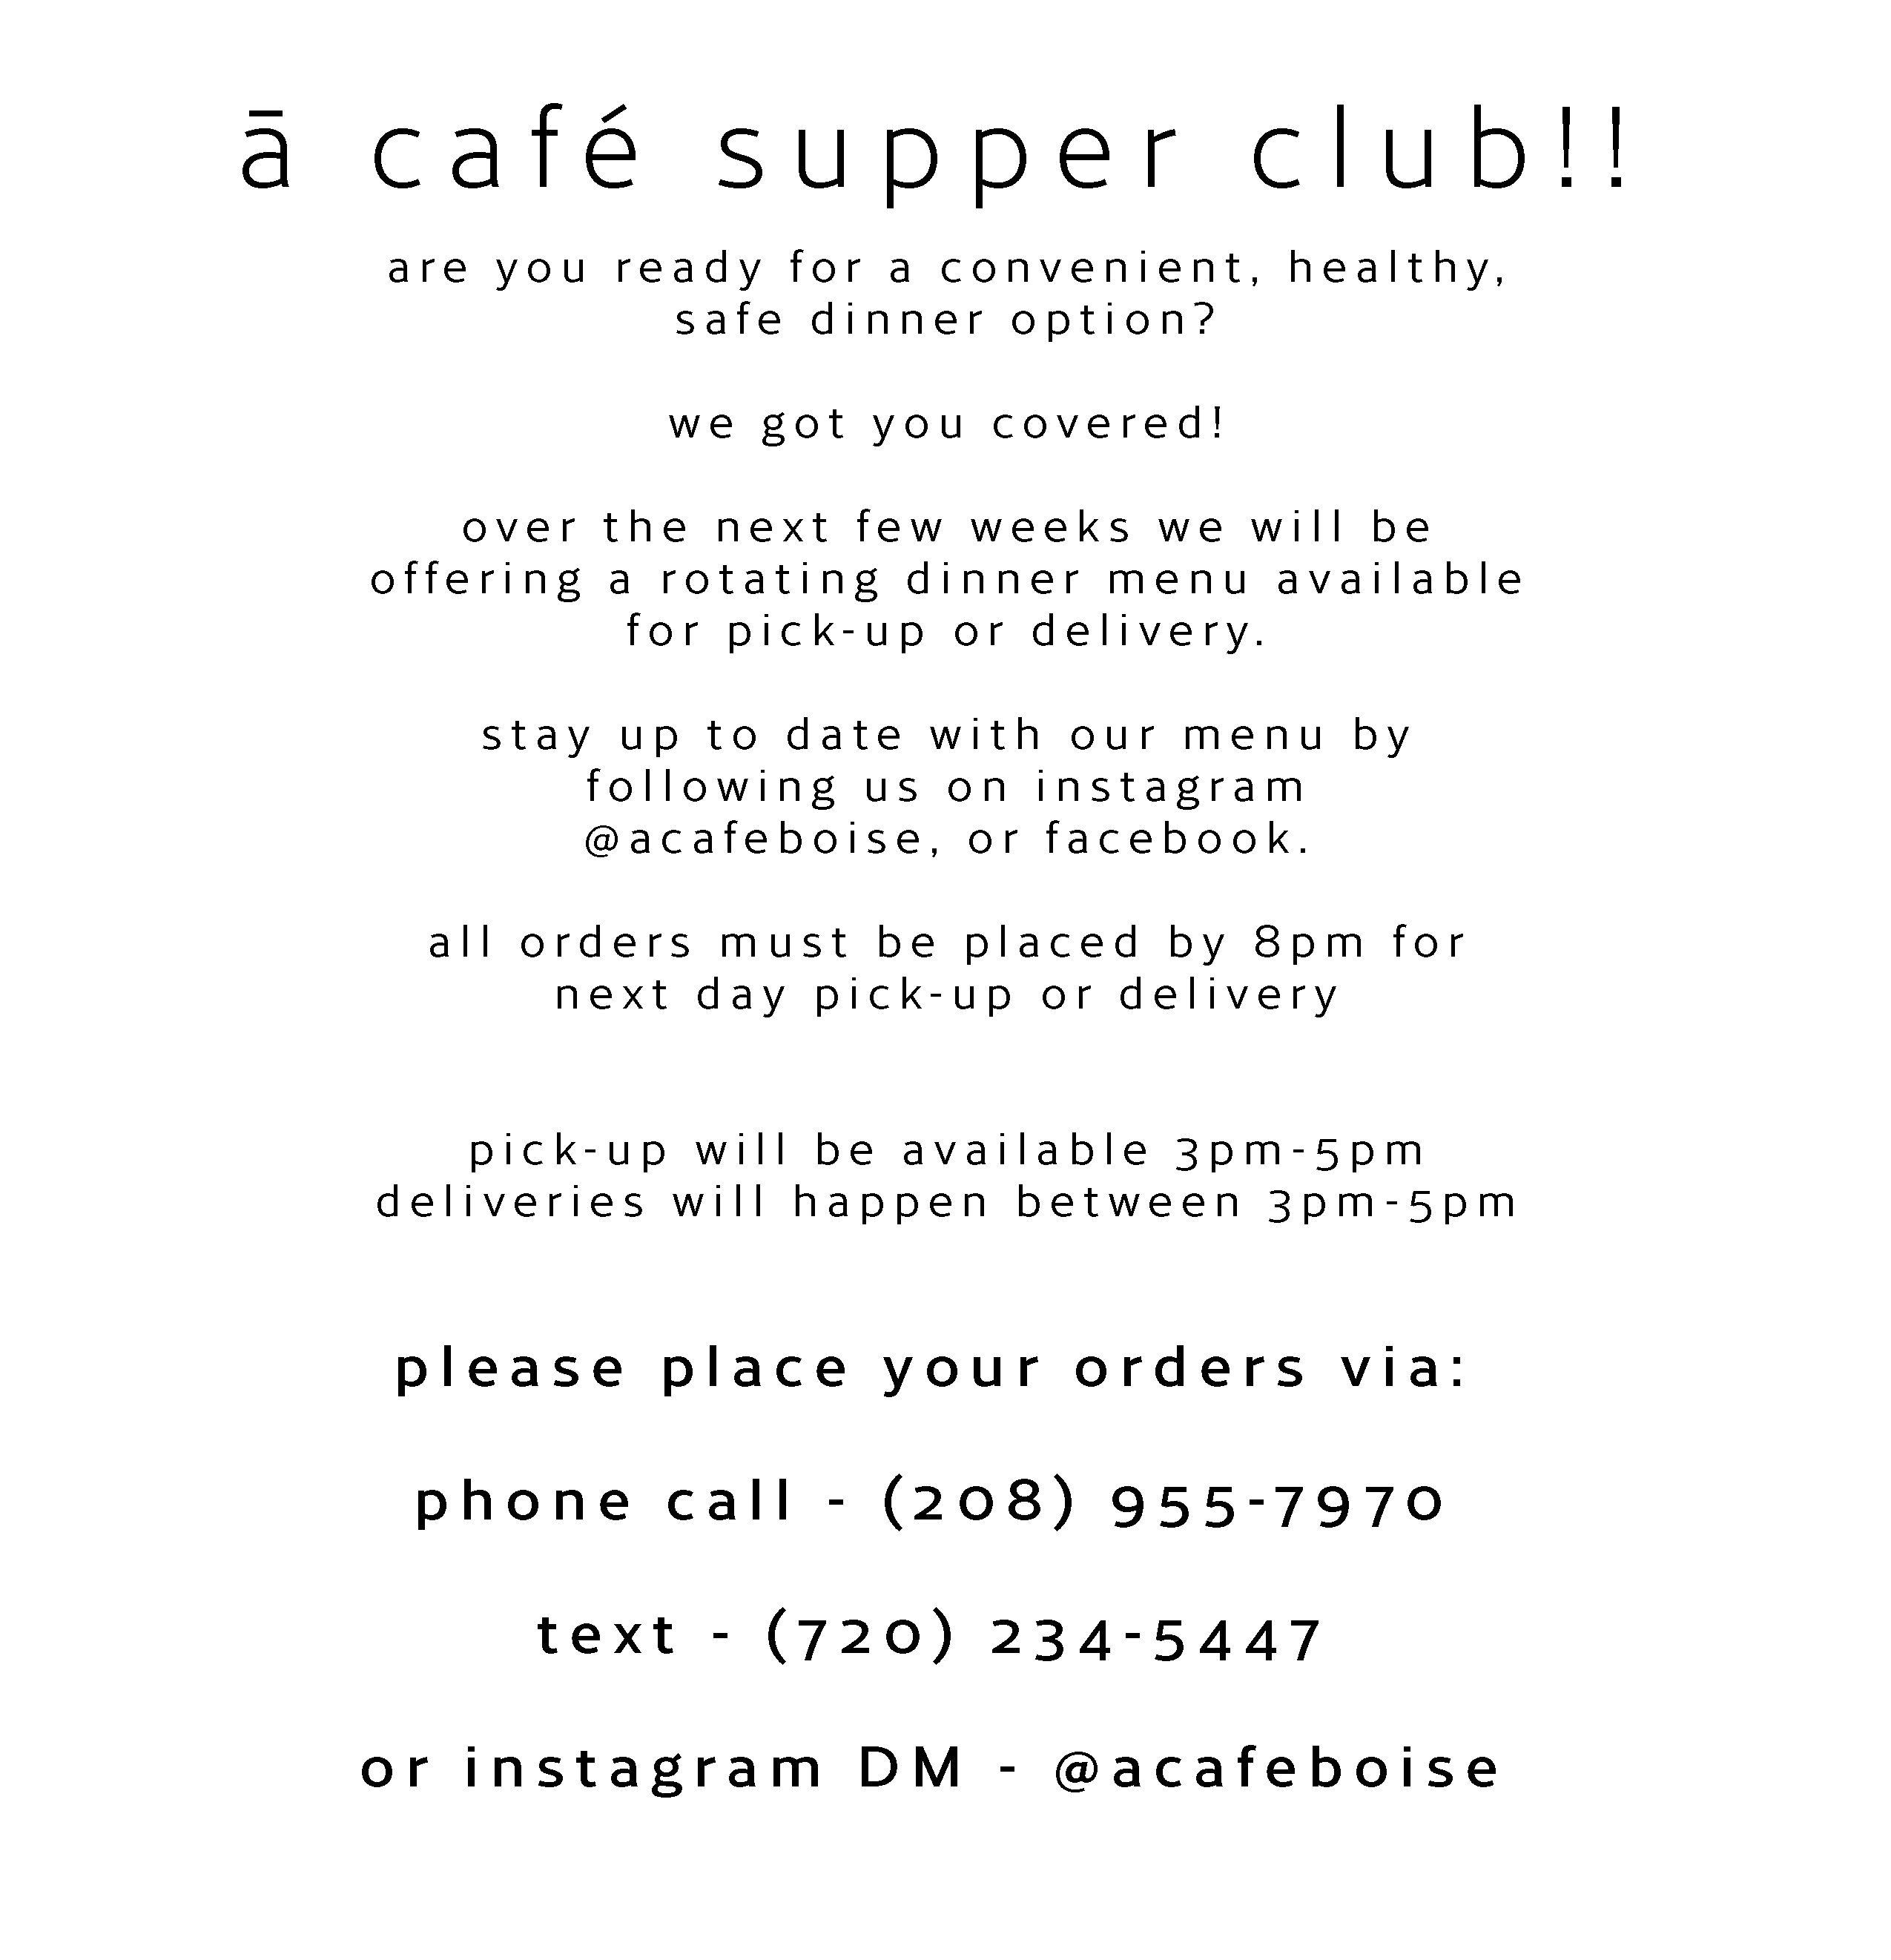 ā café supper club!!
are you ready for a convenient, healthy,
safe dinner option?
we got you covered!
over the next few weeks we will be
offering a rotating dinner menu available
for pick-up or delivery.
stay up to date with our menu by
following us on instagram
@acafeboise, or facebook.
all orders must be placed by 8pm for
next day pick-up or delivery
pick-up will be available 3pm-5pm
deliveries will happen between 3pm-5pm
please place your orders via:
phone call - (208) 955-7970
text - (720) 234-5447
or instagram DM - @acafeboise